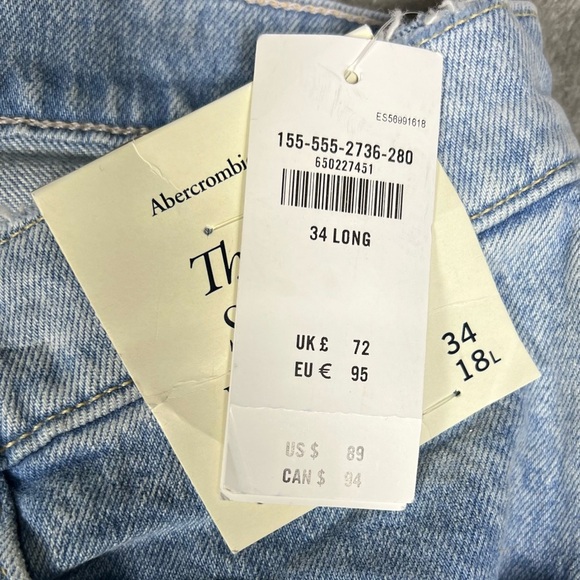 ES56991618
155-555-2736-280
650227451
34 LONG
UK £ 72
EU € 95
US $ 89
CAN $ 94
Abercrombi
Th
34
18L